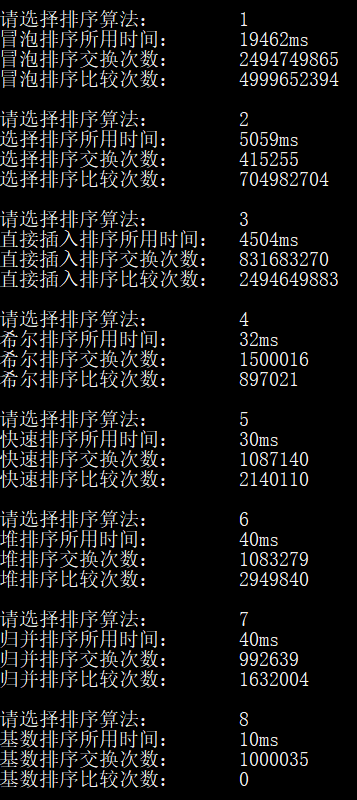 请选择排序算法： 1
冒泡排序所用时间： 19462ms
冒泡排序交换次数： 2494749865
冒泡排序比较次数： 4999652394
请选择排序算法： 2
选择排序所用时间： 5059ms
选择排序交换次数： 415255
选择排序比较次数： 704982704
请选择排序算法： 3
直接插入排序所用时间： 4504ms
直接插入排序交换次数： 831683270
直接插入排序比较次数： 2494649883
请选择排序算法： 4
希尔排序所用时间： 32ms
希尔排序交换次数： 1500016
希尔排序比较次数： 897021
请选择排序算法： 5
快速排序所用时间： 30ms
快速排序交换次数： 1087140
快速排序比较次数： 2140110
请选择排序算法： 6
堆排序所用时间： 40ms
堆排序交换次数： 1083279
堆排序比较次数： 2949840
请选择排序算法： 7
归并排序所用时间： 40ms
归并排序交换次数： 992639
归并排序比较次数： 1632004
请选择排序算法： 8
基数排序所用时间： 10ms
基数排序交换次数： 1000035
基数排序比较次数： 0